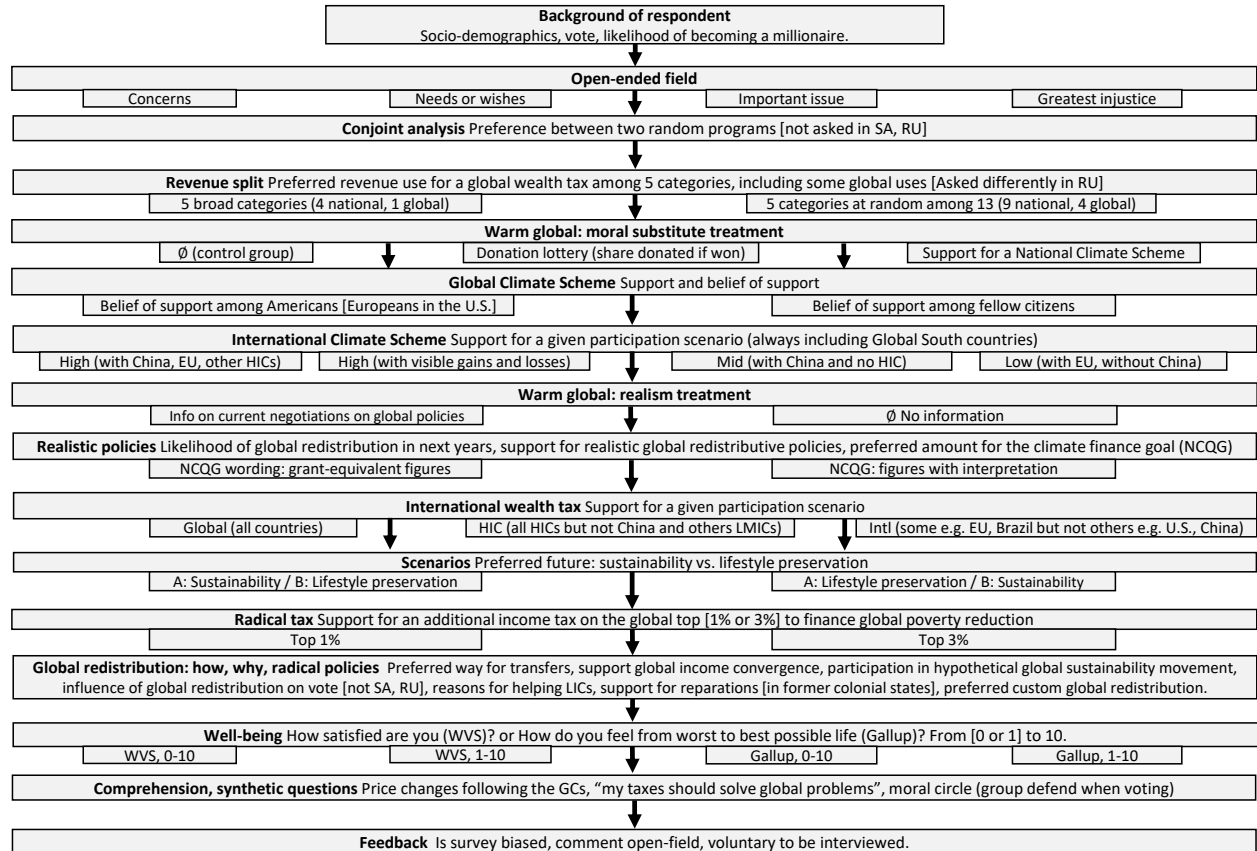 Background of respondent
Socio-demographics, vote, likelihood of becoming a millionaire.
Open-ended field
Concerns
Needs or wishes
Important issue
Greatest injustice
Conjoint analysis Preference between two random programs [not asked in SA, RU]
Revenue split Preferred revenue use for a global wealth tax among 5 categories, including some global uses [Asked differently in RU]
5 broad categories (4 national, 1 global)
5 categories at random among 13 (9 national, 4 global)
Warm global: moral substitute treatment
Ø (control group)
Donation lottery (share donated if won)
Support for a National Climate Scheme
Global Climate Scheme Support and belief of support
Belief of support among Americans [Europeans in the U.S.]
Belief of support among fellow citizens
International Climate Scheme Support for a given participation scenario (always including Global South countries)
High (with China, EU, other HICs)
High (with visible gains and losses)
Mid (with China and no HIC)
Low (with EU, without China)
Warm global: realism treatment
Info on current negotiations on global policies
Ø No information
Realistic policies Likelihood of global redistribution in next years, support for realistic global redistributive policies, preferred amount for the climate finance goal (NCQG)
NCQG wording: grant-equivalent figures
NCQG: figures with interpretation
International wealth tax Support for a given participation scenario
Global (all countries)
HIC (all HICs but not China and others LMICs)
Intl (some e.g. EU, Brazil but not others e.g. U.S., China)
Scenarios Preferred future: sustainability vs. lifestyle preservation
A: Sustainability / B: Lifestyle preservation
A: Lifestyle preservation / B: Sustainability
Radical tax Support for an additional income tax on the global top [1% or 3%] to finance global poverty reduction
Top 1%
Top 3%
Global redistribution: how, why, radical policies Preferred way for transfers, support global income convergence, participation in hypothetical global sustainability movement,
influence of global redistribution on vote [not SA, RU], reasons for helping LICs, support for reparations [in former colonial states], preferred custom global redistribution.
Well-being How satisfied are you (WVS)? or How do you feel from worst to best possible life (Gallup)? From [0 or 1] to 10.
WVS, 0-10
WVS, 1-10
Gallup, 0-10
Gallup, 1-10
Comprehension, synthetic questions Price changes following the GCs, "my taxes should solve global problems", moral circle (group defend when voting)
Feedback Is survey biased, comment open-field, voluntary to be interviewed.